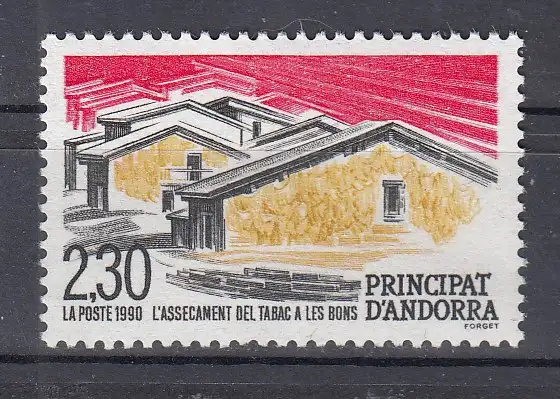 2,30
PRINCIPAT
D'ANDORRA
LA POSTE 1990 L'ASSECAMENT DEL TABAC A LES BONS
FORGET